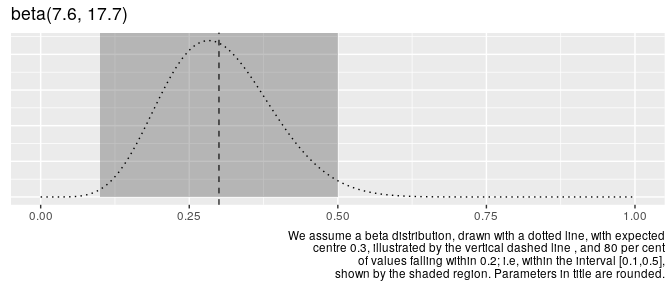 beta(7.6, 17.7)
0.00
0.25
0.50
0.75
1.00
We assume a beta distribution, drawn with a dotted line, with expected
centre 0.3, illustrated by the vertical dashed line , and 80 per cent
of values falling within 0.2; i.e, within the interval [0.1,0.5],
shown by the shaded region. Parameters in title are rounded.